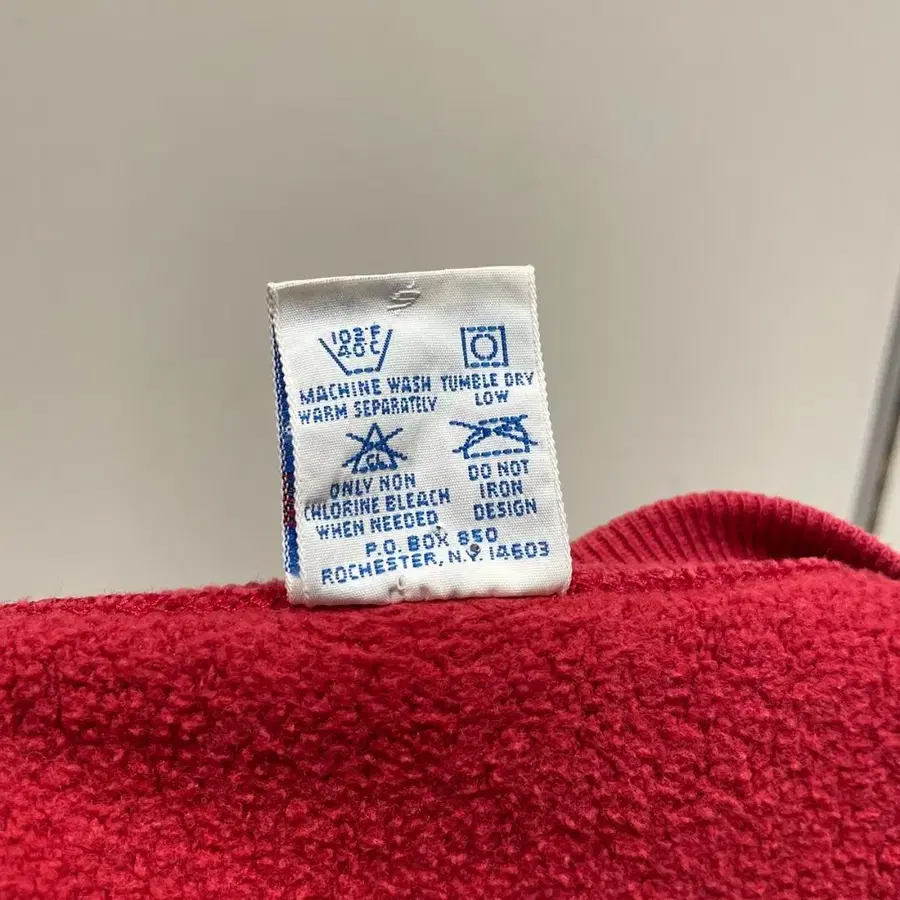 103°F
40°C
MACHINE WASH
WARM SEPARATELY
TUMBLE DRY
LOW
CL
ONLY NON
CHLORINE BLEACH
WHEN NEEDED
DO NOT
IRON
DESIGN
P.O. BOX 850
ROCHESTER, N.Y. 14603